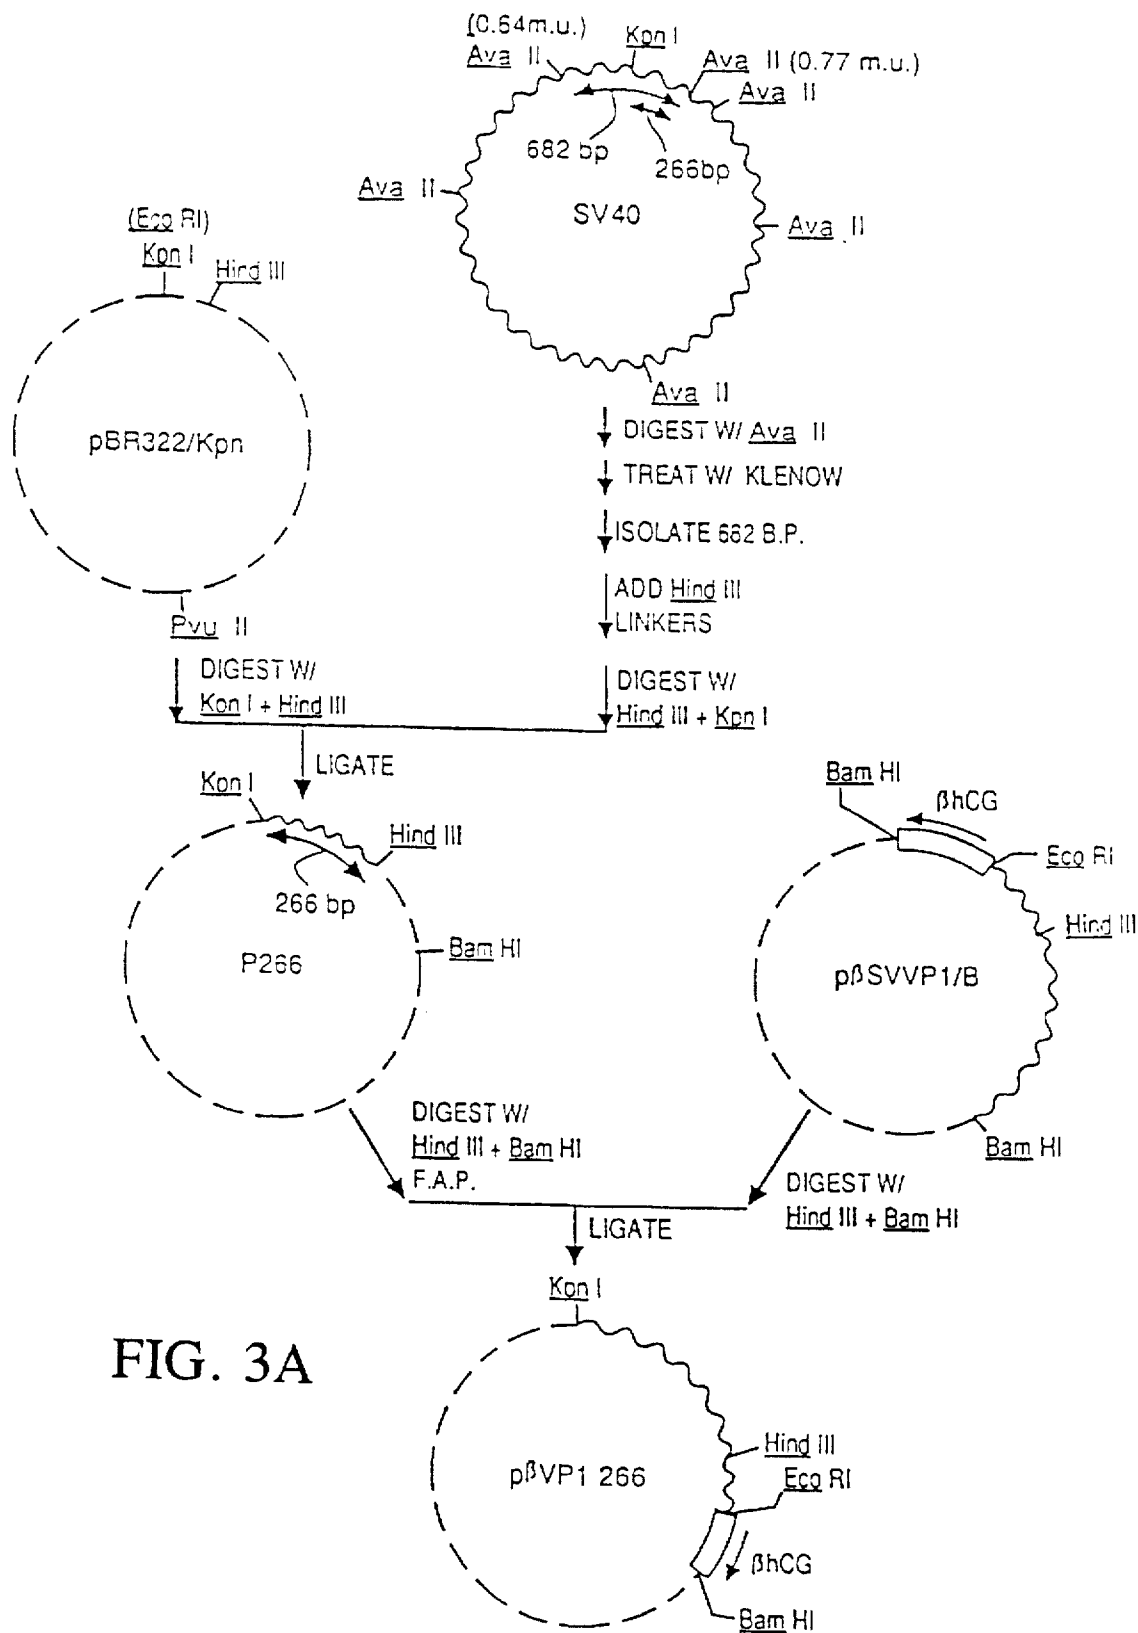 (0.64m.u.)
Ava II
Kpn I
Ava II (0.77 m.u.)
Ava II
682 bp
266bp
Ava II
SV40
Ava II
Ava II
(Eco RI)
Kpn I
Hind III
pBR322/Kpn
Pvu II
DIGEST W/ Ava II
TREAT W/ KLENOW
ISOLATE 682 B.P.
ADD Hind III
LINKERS
DIGEST W/
Kpn I + Hind III
DIGEST W/
Hind III + Kpn I
LIGATE
Kpn I
Hind III
266 bp
Bam HI
P266
Bam HI
βhCG
Eco RI
Hind III
pβSVVP1/B
Bam HI
DIGEST W/
Hind III + Bam HI
F.A.P.
DIGEST W/
Hind III + Bam HI
LIGATE
Kpn I
FIG. 3A
Hind III
Eco RI
pβVP1 266
βhCG
Bam HI